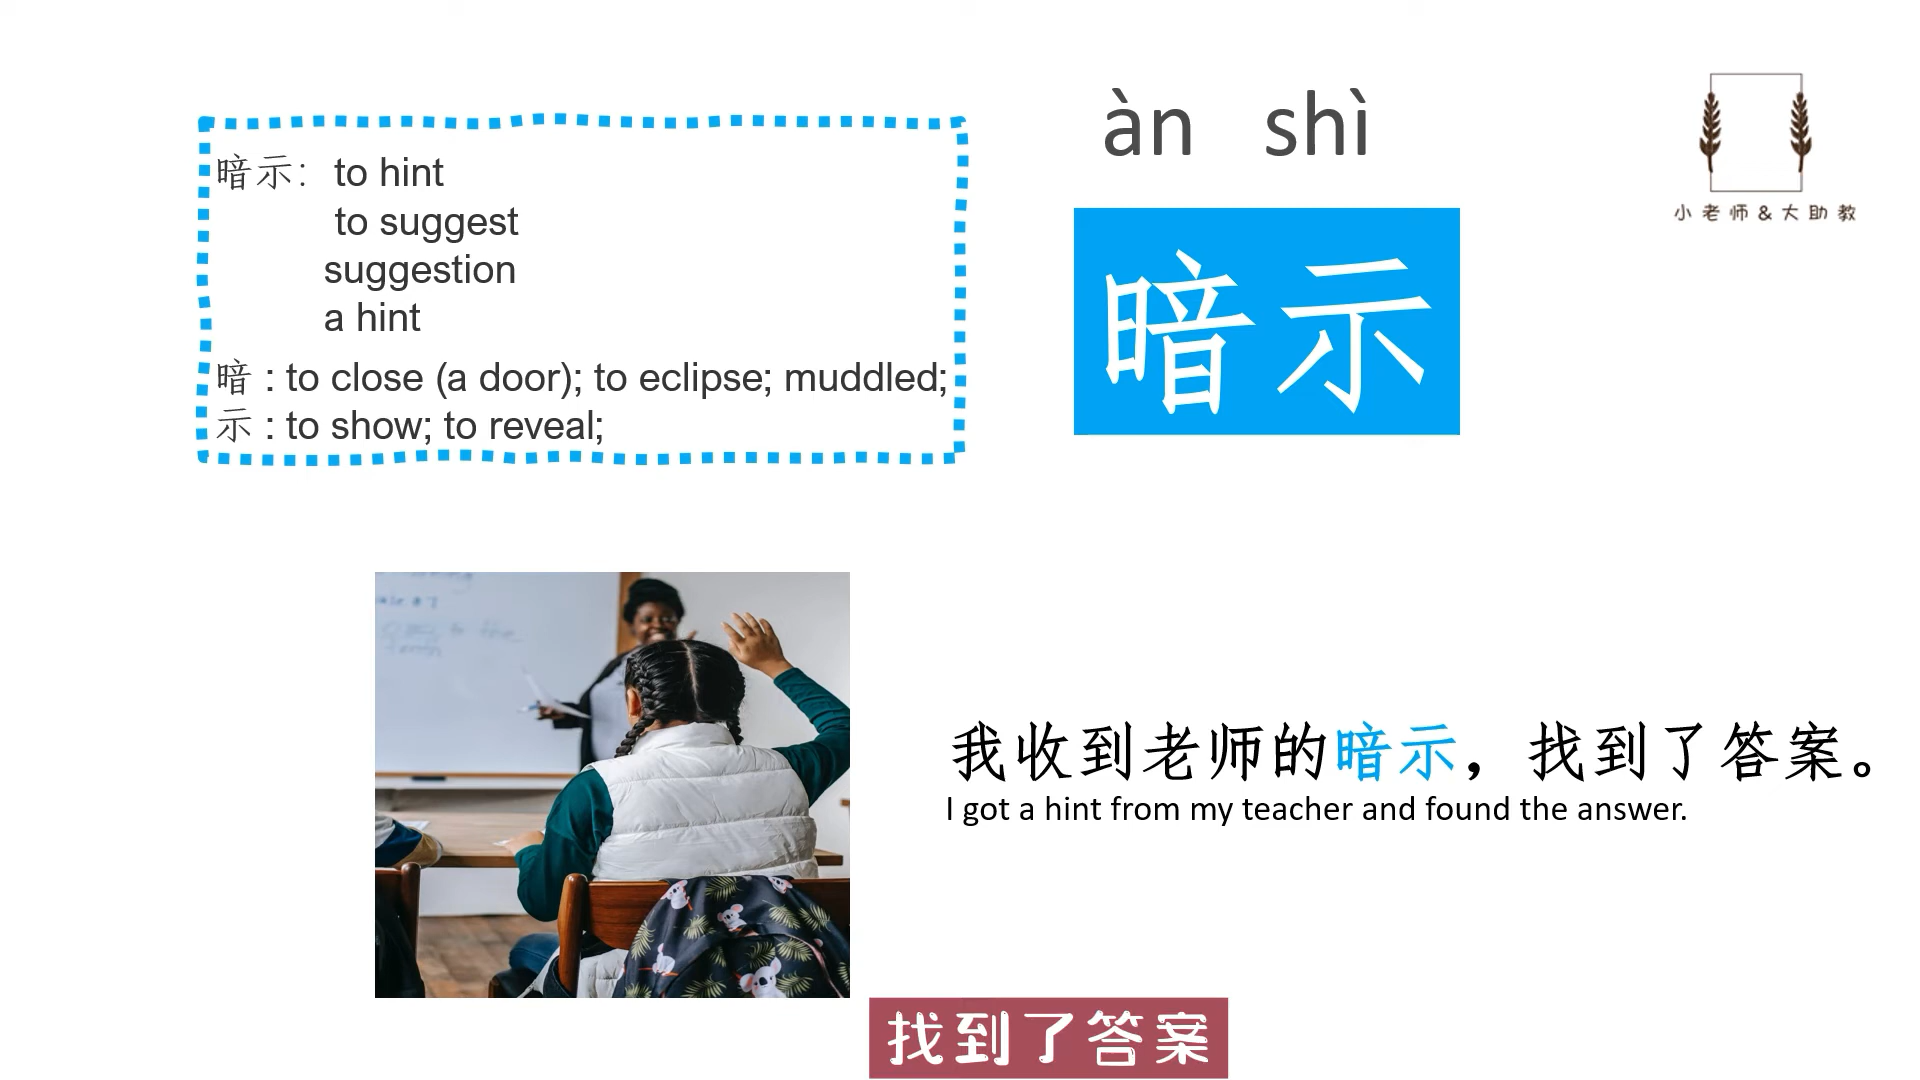 暗示： to hint
to suggest
suggestion
a hint
暗 : to close (a door); to eclipse; muddled;
示 : to show; to reveal;
àn shì
暗示
小老师&大助教
我收到老师的暗示，找到了答案。
I got a hint from my teacher and found the answer.
找到了答案